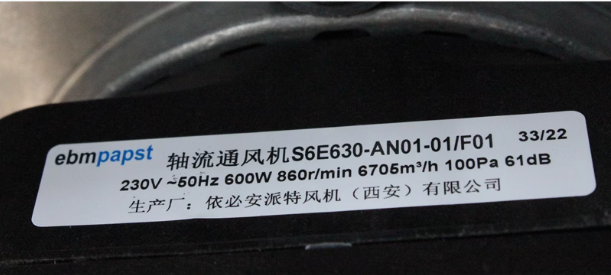 ebmpapst 轴流通风机S6E630-AN01-01/F01 33/22
230V ~50Hz 600W 860r/min 6705m³/h 100Pa 61dB
生产厂：依必安派特风机（西安）有限公司